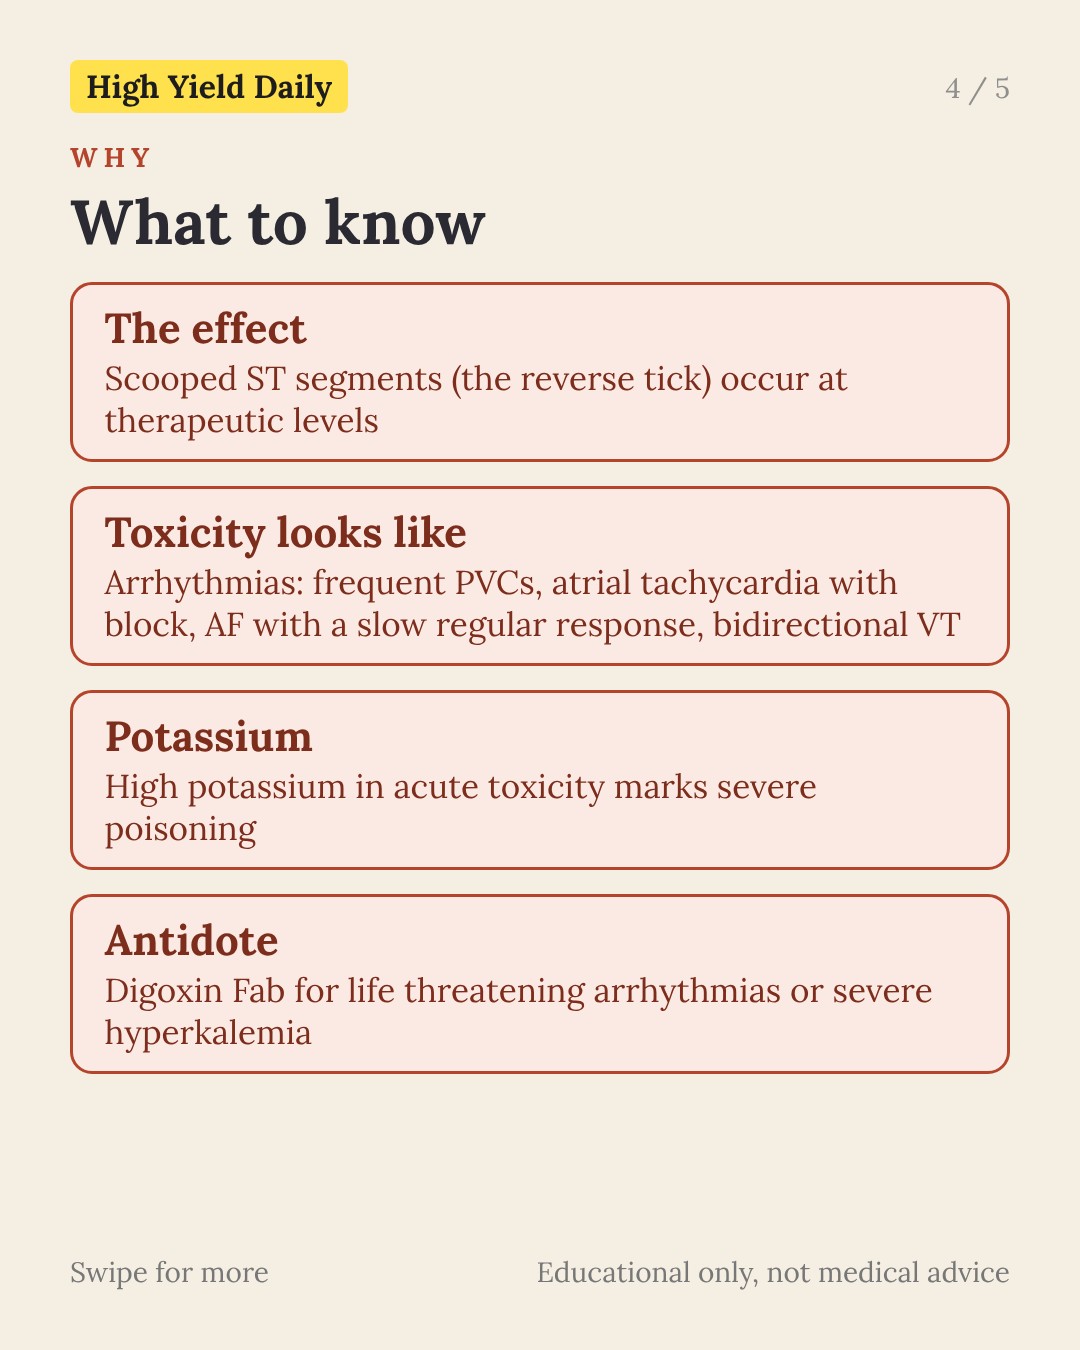 High Yield Daily
4 / 5
WHY
What to know
The effect
Scooped ST segments (the reverse tick) occur at
therapeutic levels
Toxicity looks like
Arrhythmias: frequent PVCs, atrial tachycardia with
block, AF with a slow regular response, bidirectional VT
Potassium
High potassium in acute toxicity marks severe
poisoning
Antidote
Digoxin Fab for life threatening arrhythmias or severe
hyperkalemia
Swipe for more
Educational only, not medical advice